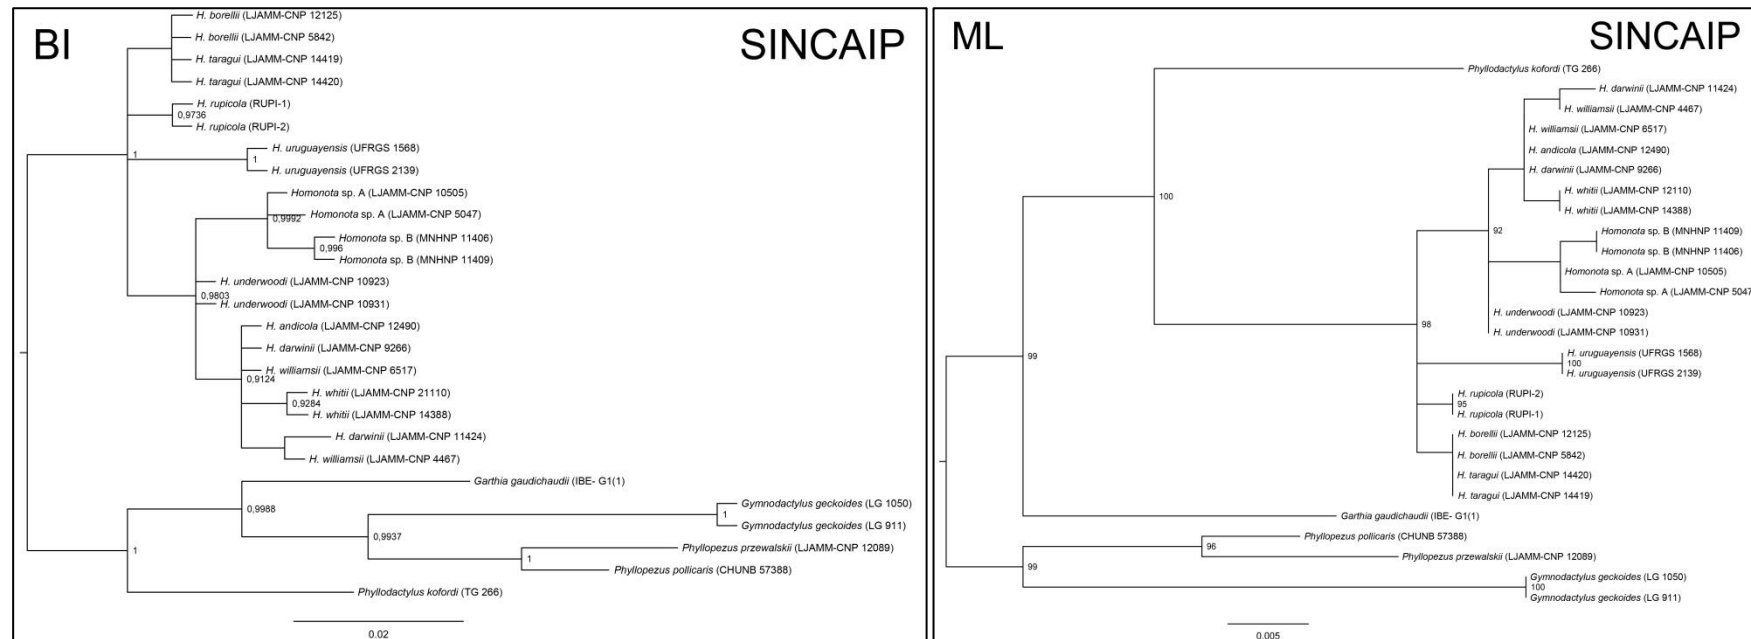 BI
SINCAIP
H. borellii (LJAMM-CNP 12125)
H. borellii (LJAMM-CNP 5842)
H. taragui (LJAMM-CNP 14419)
H. taragui (LJAMM-CNP 14420)
H. rupicola (RUPI-1)
0,9736
H. rupicola (RUPI-2)
H. uruguayensis (UFRGS 1568)
1
1
H. uruguayensis (UFRGS 2139)
Homonota sp. A (LJAMM-CNP 10505)
Homonota sp. A (LJAMM-CNP 5047)
0,9992
Homonota sp. B (MNHNP 11406)
0,996
Homonota sp. B (MNHNP 11409)
H. underwoodi (LJAMM-CNP 10923)
0,9803
H. underwoodi (LJAMM-CNP 10931)
H. andicola (LJAMM-CNP 12490)
H. darwinii (LJAMM-CNP 9266)
H. williamsii (LJAMM-CNP 6517)
0,9124
H. whitii (LJAMM-CNP 21110)
0,9284
H. whitii (LJAMM-CNP 14388)
H. darwinii (LJAMM-CNP 11424)
H. williamsii (LJAMM-CNP 4467)
Garthia gaudichaudii (IBE- G1(1)
0,9988
Gymnodactylus geckoides (LG 1050)
1
Gymnodactylus geckoides (LG 911)
0,9937
Phyllopezus przewalskii (LJAMM-CNP 12089)
1
1
Phyllopezus pollicaris (CHUNB 57388)
Phyllodactylus kofordi (TG 266)
0.02
ML
SINCAIP
Phyllodactylus kofordi (TG 266)
H. darwinii (LJAMM-CNP 11424)
H. williamsii (LJAMM-CNP 4467)
H. williamsii (LJAMM-CNP 6517)
H. andicola (LJAMM-CNP 12490)
H. darwinii (LJAMM-CNP 9266)
H. whitii (LJAMM-CNP 12110)
100
H. whitii (LJAMM-CNP 14388)
92
Homonota sp. B (MNHNP 11409)
Homonota sp. B (MNHNP 11406)
Homonota sp. A (LJAMM-CNP 10505)
Homonota sp. A (LJAMM-CNP 5047)
H. underwoodi (LJAMM-CNP 10923)
98
H. underwoodi (LJAMM-CNP 10931)
99
H. uruguayensis (UFRGS 1568)
100
H. uruguayensis (UFRGS 2139)
H. rupicola (RUPI-2)
95
H. rupicola (RUPI-1)
H. borellii (LJAMM-CNP 12125)
H. borellii (LJAMM-CNP 5842)
H. taragui (LJAMM-CNP 14420)
H. taragui (LJAMM-CNP 14419)
Garthia gaudichaudii (IBE- G1(1)
Phyllopezus pollicaris (CHUNB 57388)
96
Phyllopezus przewalskii (LJAMM-CNP 12089)
99
Gymnodactylus geckoides (LG 1050)
100
Gymnodactylus geckoides (LG 911)
0.005